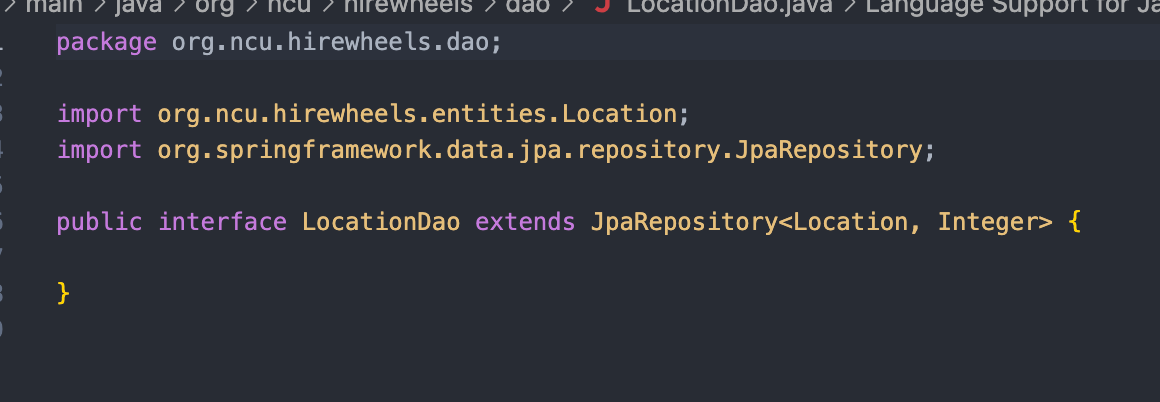 > main > java > org > ncu > hirewheels > dao > J LocationDao.java > Language Support for Ja
package org.ncu.hirewheels.dao;
import org.ncu.hirewheels.entities.Location;
import org.springframework.data.jpa.repository.JpaRepository;
public interface LocationDao extends JpaRepository<Location, Integer> {
}